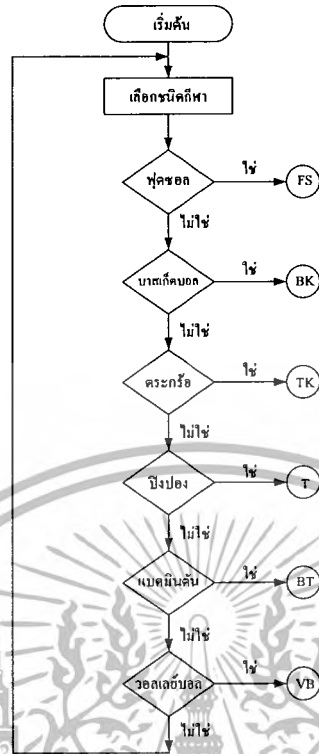 เริ่มต้น
เลือกชนิดกีฬา
ฟุตซอล
ใช่
FS
ไม่ใช่
บาสเก็ตบอล
ใช่
BK
ไม่ใช่
ตระกร้อ
ใช่
TK
ไม่ใช่
ปิงปอง
ใช่
T
ไม่ใช่
แบดมินตัน
ใช่
BT
ไม่ใช่
วอลเลย์บอล
ใช่
VB
ไม่ใช่